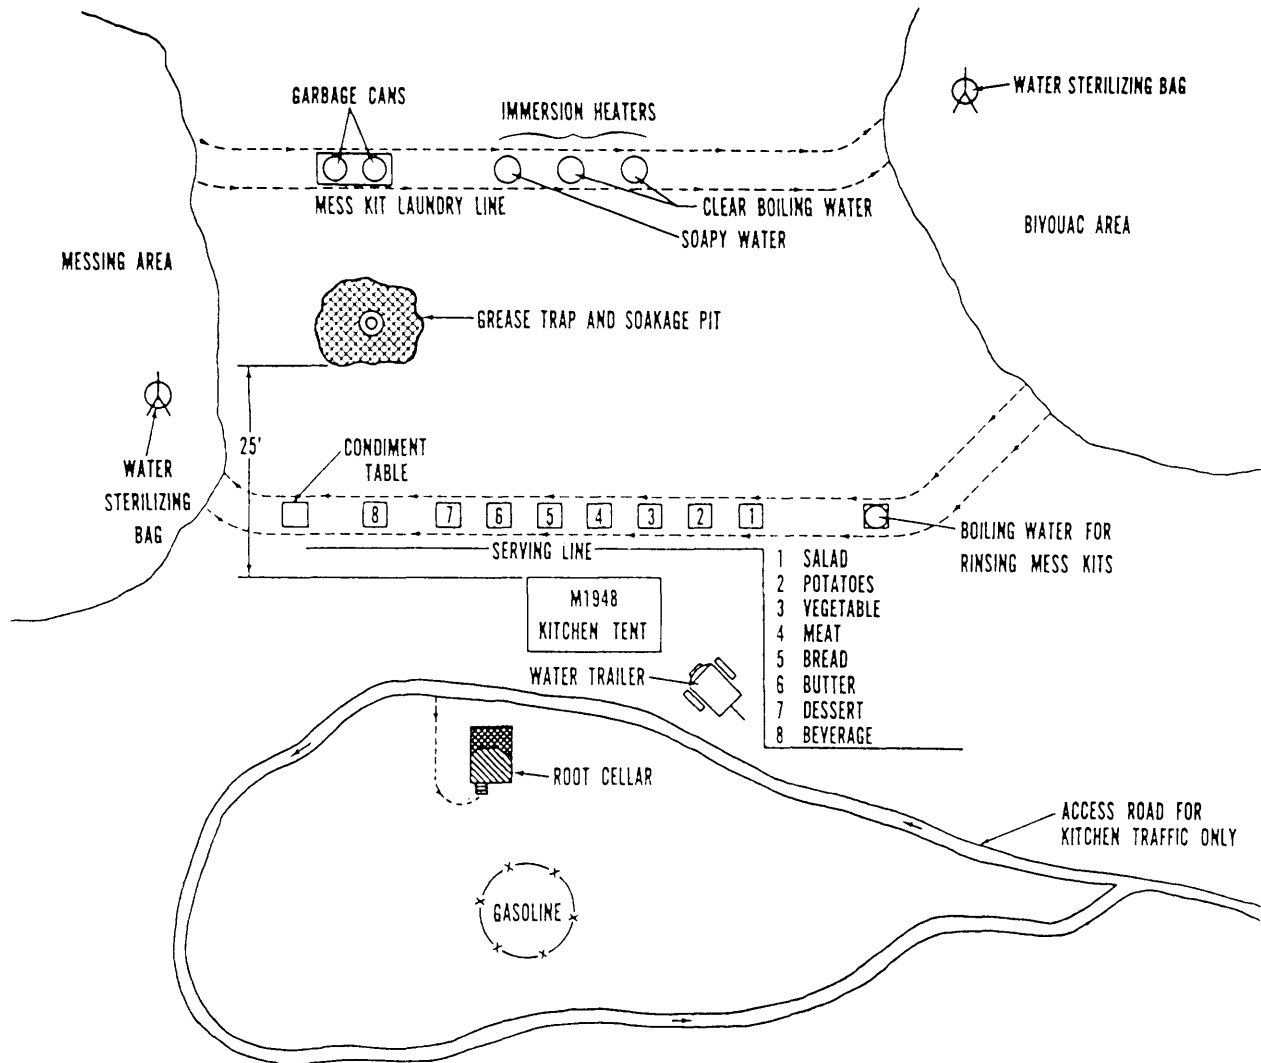 GARBAGE CANS
IMMERSION HEATERS
WATER STERILIZING BAG
MESS KIT LAUNDRY LINE
CLEAR BOILING WATER
SOAPY WATER
BIVOUAC AREA
MESSING AREA
GREASE TRAP AND SOAKAGE PIT
25'
CONDIMENT
TABLE
WATER
STERILIZING
BAG
8 7 6 5 4 3 2 1
BOILING WATER FOR
RINSING MESS KITS
SERVING LINE
1 SALAD
2 POTATOES
3 VEGETABLE
4 MEAT
5 BREAD
6 BUTTER
7 DESSERT
8 BEVERAGE
M1948
KITCHEN TENT
WATER TRAILER
ROOT CELLAR
ACCESS ROAD FOR
KITCHEN TRAFFIC ONLY
GASOLINE